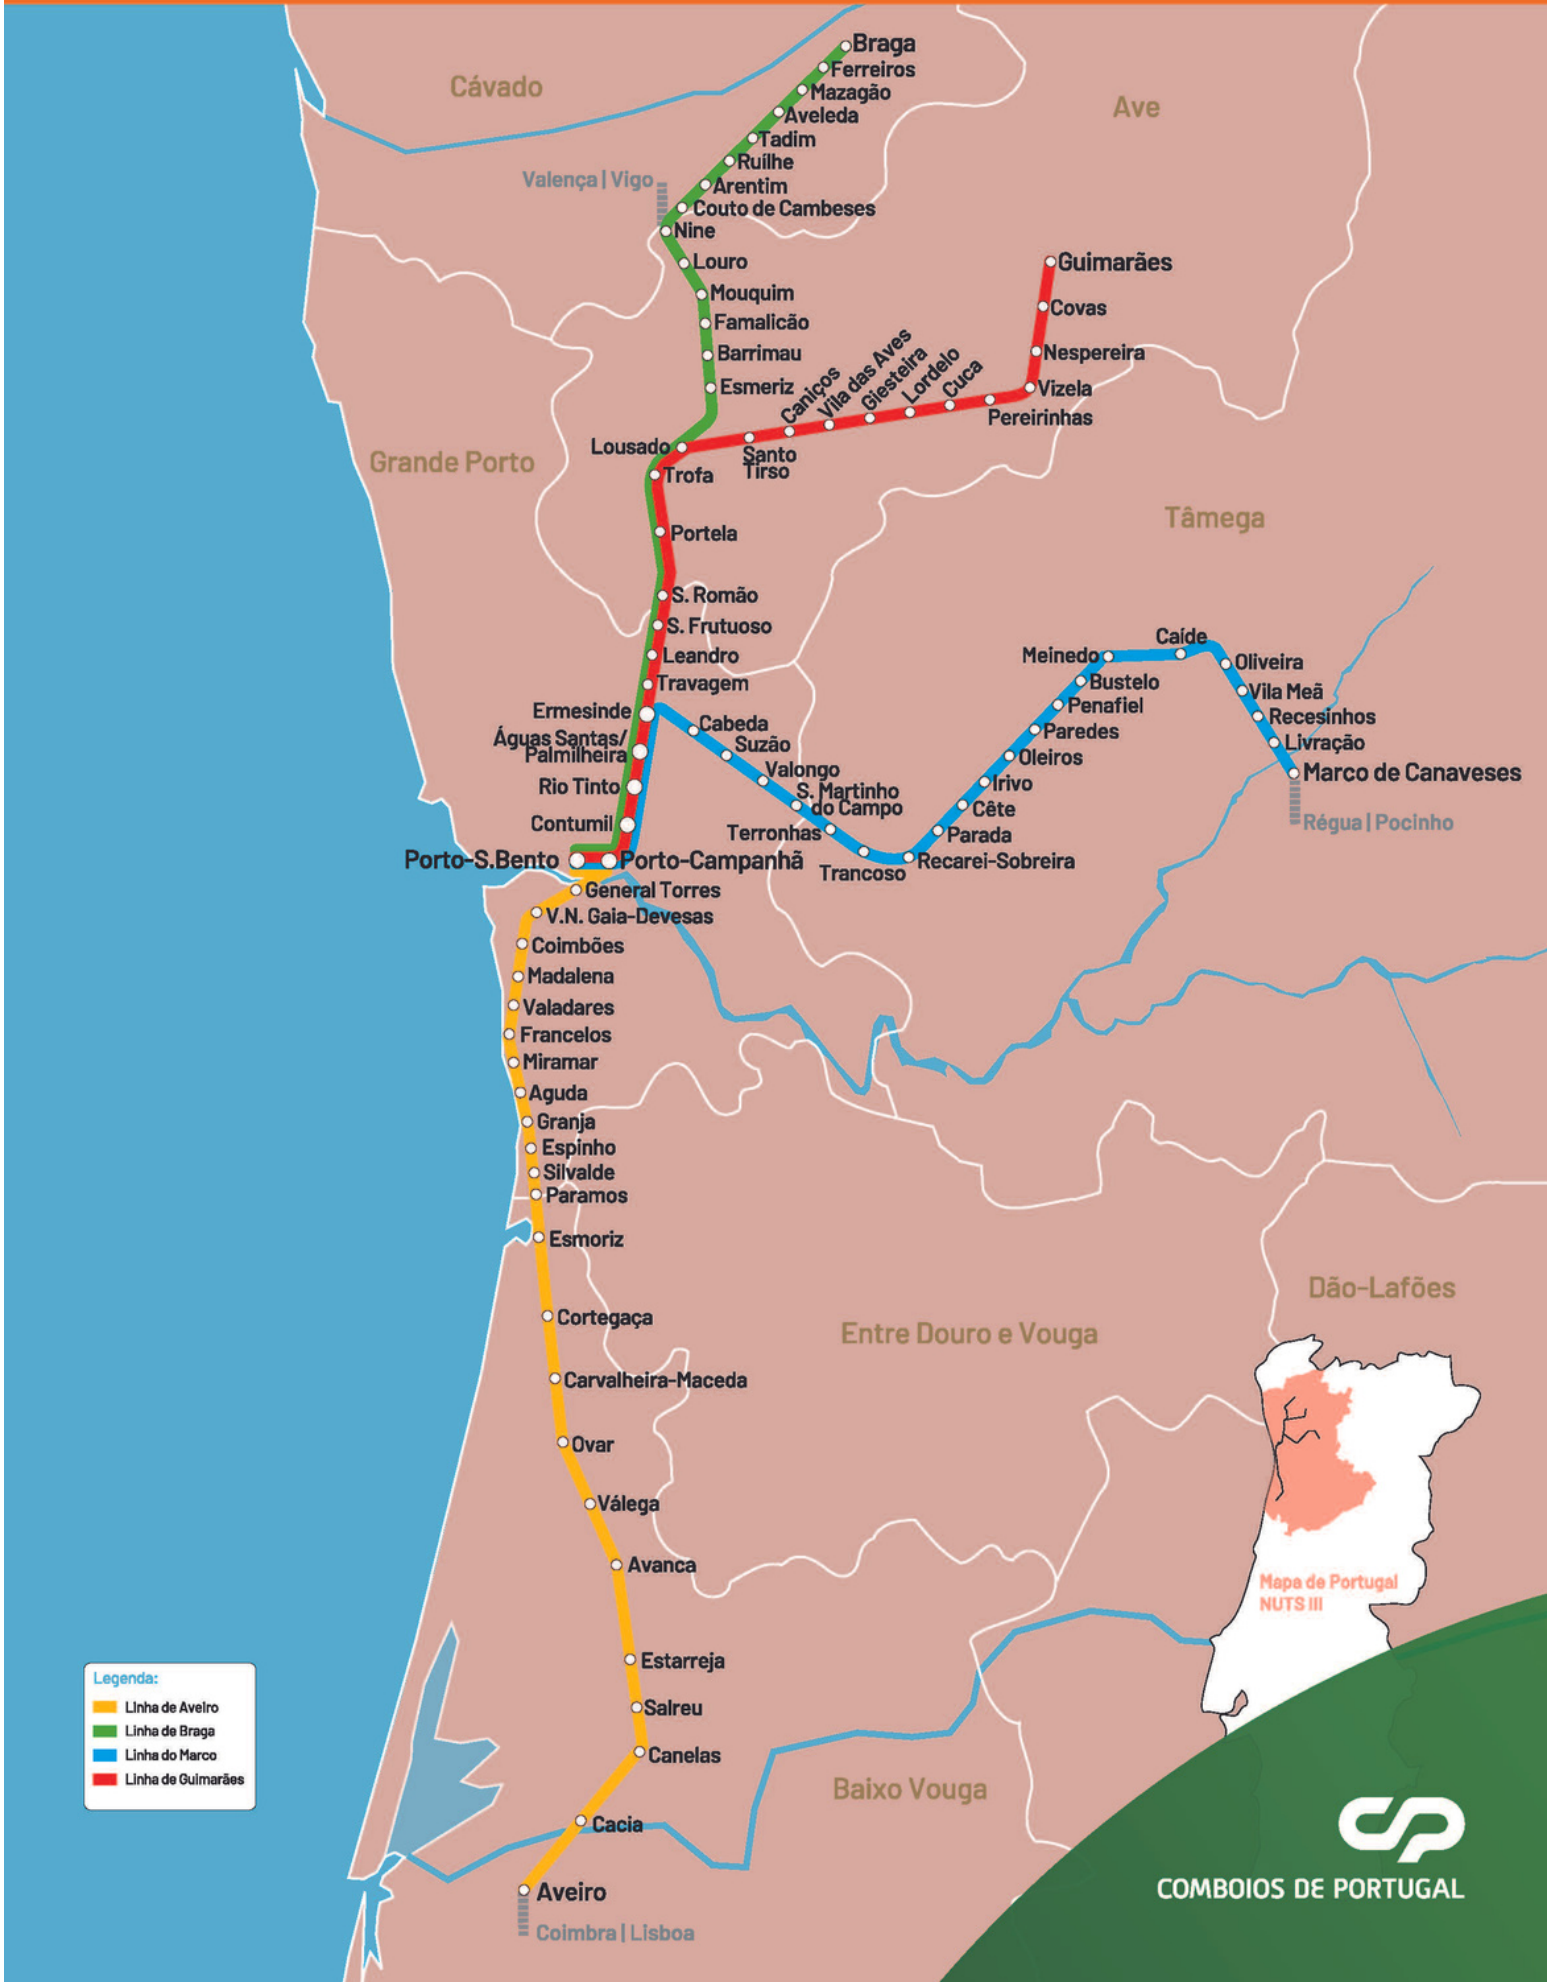 Braga
Ferreiros
Cávado
Mazagão
Ave
Aveleda
Tadim
Ruílhe
Valença | Vigo
Arentim
Couto de Cambeses
Nine
Louro
Guimarães
Mouquim
Covas
Famalicão
Barrimau
Nespereira
Esmeriz
Vizela
Caniços
Vila das Aves
Giesteira
Lordelo
Cuca
Pereirinhas
Lousado
Santo
Tirso
Grande Porto
Trofa
Portela
Tâmega
S. Romão
S. Frutuoso
Leandro
Travagem
Caíde
Meinedo
Oliveira
Bustelo
Vila Meã
Penafiel
Recesinhos
Ermesinde
Cabeda
Paredes
Águas Santas/
Palmilheira
Suzão
Livração
Oleiros
Valongo
Marco de Canaveses
Rio Tinto
S. Martinho
do Campo
Irivo
Cête
Contumil
Terronhas
Parada
Régua | Pocinho
Porto-S.Bento
Porto-Campanhã
Trancoso
Recarei-Sobreira
General Torres
V.N. Gaia-Devesas
Coimbões
Madalena
Valadares
Francelos
Miramar
Aguda
Granja
Espinho
Silvalde
Paramos
Esmoriz
Dão-Lafões
Cortegaça
Entre Douro e Vouga
Carvalheira-Maceda
Ovar
Válega
Avanca
Mapa de Portugal
NUTS III
Estarreja
Salreu
Canelas
Baixo Vouga
Cacia
Aveiro
Coimbra | Lisboa
Legenda:
Linha de Aveiro
Linha de Braga
Linha do Marco
Linha de Guimarães
CP
COMBOIOS DE PORTUGAL